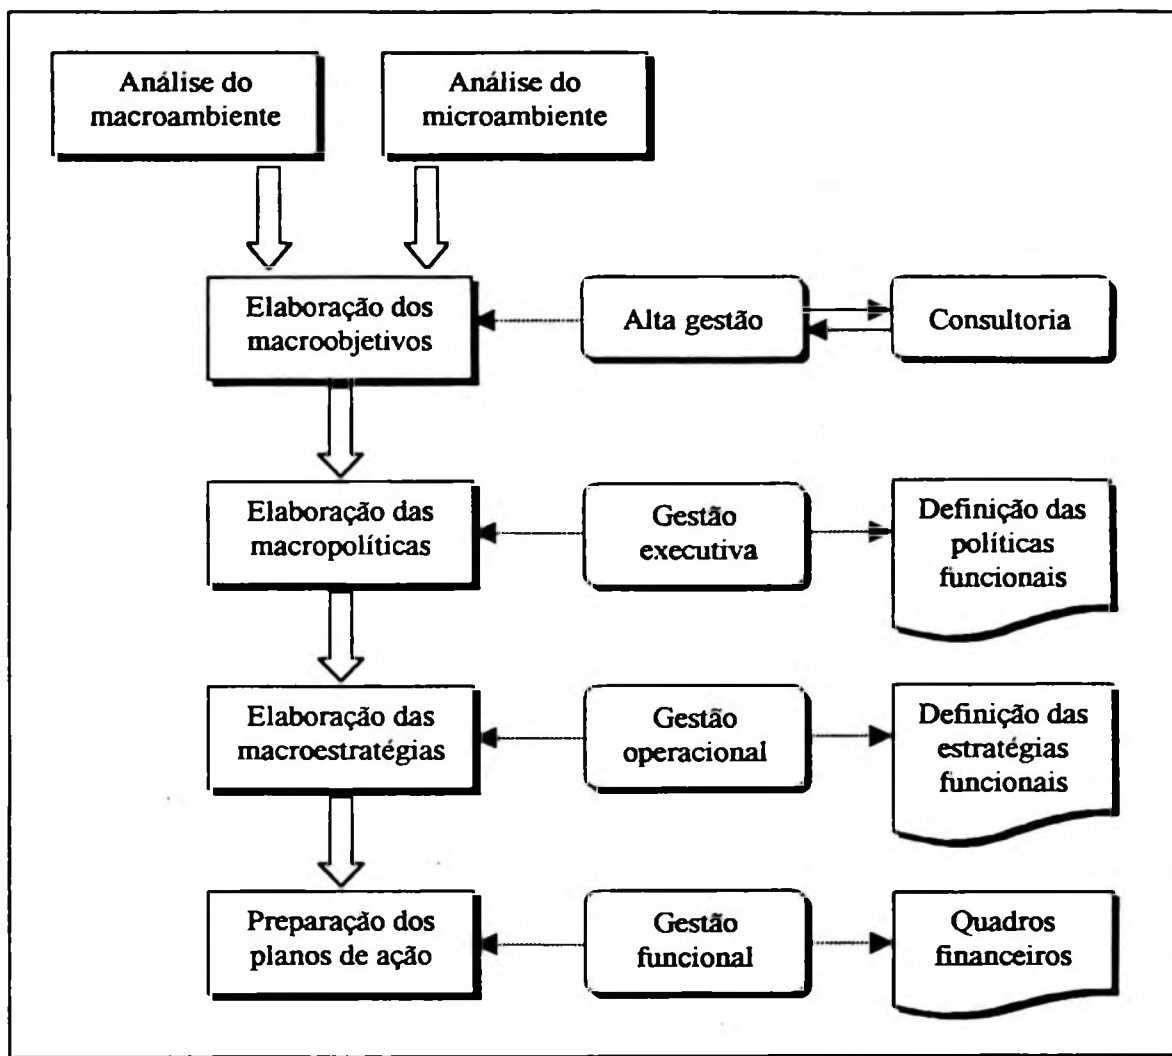 Análise do
macroambiente
Análise do
microambiente
Elaboração dos
macroobjetivos
Alta gestão
Consultoria
Elaboração das
macropolíticas
Gestão
executiva
Definição das
políticas
funcionais
Elaboração das
macroestratégias
Gestão
operacional
Definição das
estratégias
funcionais
Preparação dos
planos de ação
Gestão
funcional
Quadros
financeiros